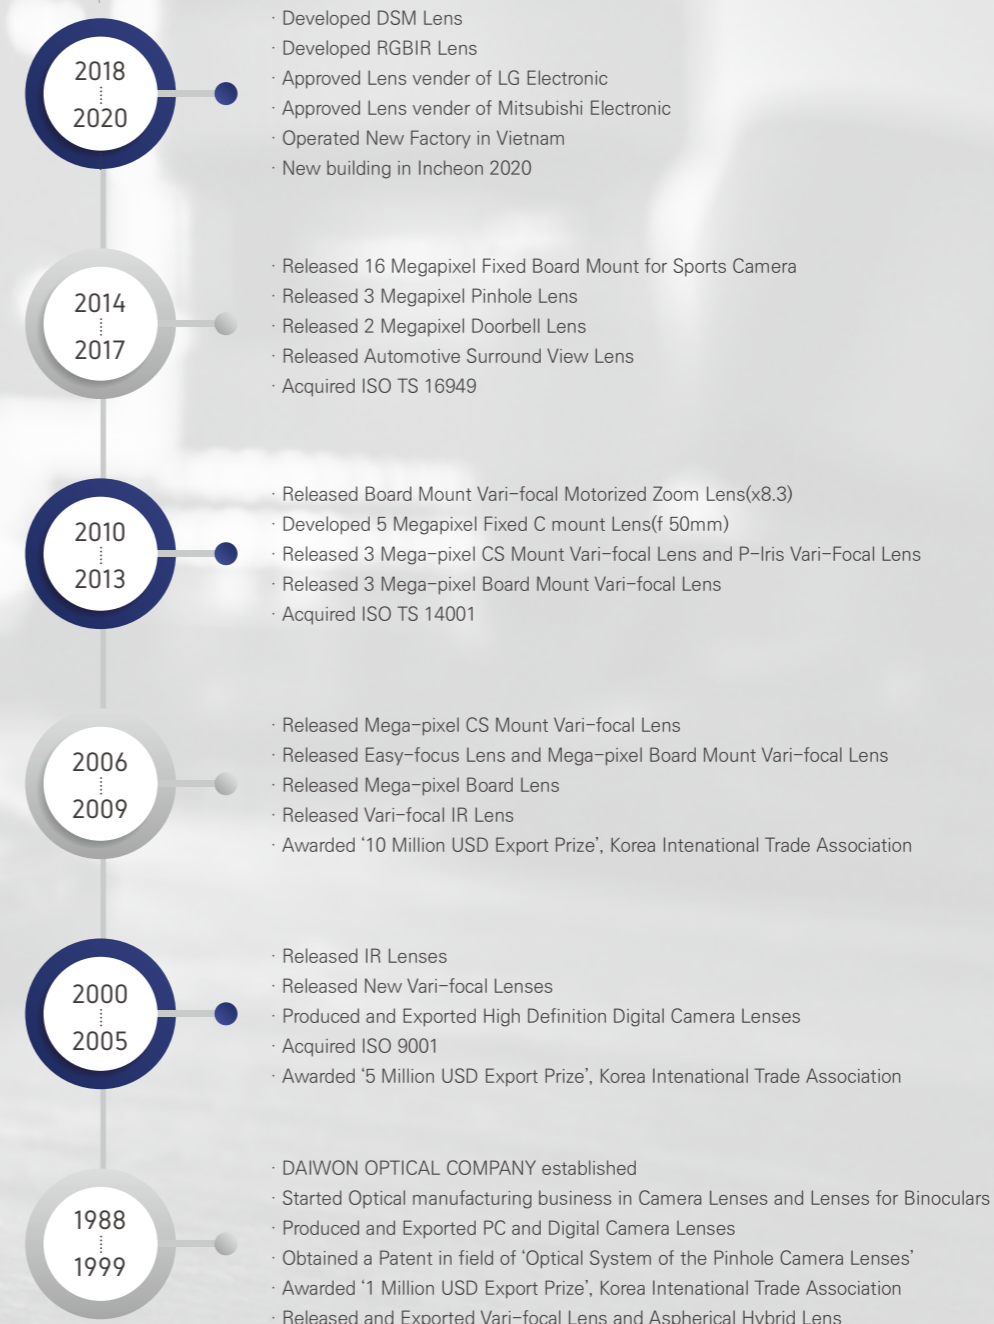 · Developed DSM Lens
· Developed RGBIR Lens
· Approved Lens vender of LG Electronic
· Approved Lens vender of Mitsubishi Electronic
· Operated New Factory in Vietnam
· New building in Incheon 2020
2018
2020
· Released 16 Megapixel Fixed Board Mount for Sports Camera
· Released 3 Megapixel Pinhole Lens
· Released 2 Megapixel Doorbell Lens
· Released Automotive Surround View Lens
· Acquired ISO TS 16949
2014
2017
· Released Board Mount Vari-focal Motorized Zoom Lens(x8.3)
· Developed 5 Megapixel Fixed C mount Lens(f 50mm)
· Released 3 Mega-pixel CS Mount Vari-focal Lens and P-Iris Vari-Focal Lens
· Released 3 Mega-pixel Board Mount Vari-focal Lens
· Acquired ISO TS 14001
2010
2013
· Released Mega-pixel CS Mount Vari-focal Lens
· Released Easy-focus Lens and Mega-pixel Board Mount Vari-focal Lens
· Released Mega-pixel Board Lens
· Released Vari-focal IR Lens
· Awarded ‘10 Million USD Export Prize’, Korea Intenational Trade Association
2006
2009
· Released IR Lenses
· Released New Vari-focal Lenses
· Produced and Exported High Definition Digital Camera Lenses
· Acquired ISO 9001
· Awarded ‘5 Million USD Export Prize’, Korea Intenational Trade Association
2000
2005
· DAIWON OPTICAL COMPANY established
· Started Optical manufacturing business in Camera Lenses and Lenses for Binoculars
· Produced and Exported PC and Digital Camera Lenses
· Obtained a Patent in field of ‘Optical System of the Pinhole Camera Lenses’
· Awarded ‘1 Million USD Export Prize’, Korea Intenational Trade Association
· Released and Exported Vari-focal Lens and Aspherical Hybrid Lens
1988
1999